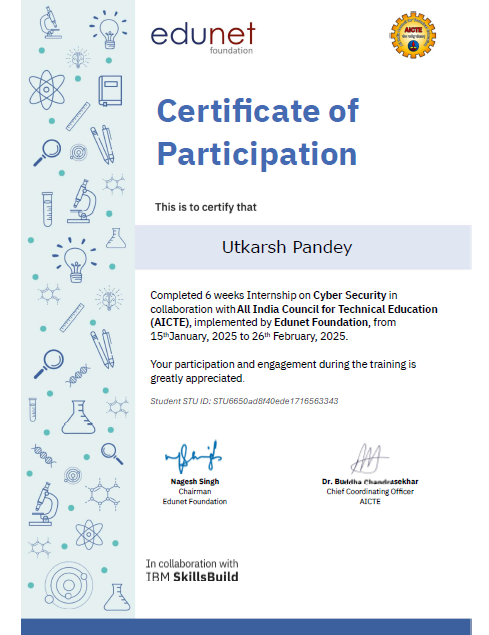 edunet
foundation
AICTE
Certificate of
Participation
This is to certify that
Utkarsh Pandey
Completed 6 weeks Internship on Cyber Security in
collaboration with All India Council for Technical Education
(AICTE), implemented by Edunet Foundation, from
15thJanuary, 2025 to 26th February, 2025.
Your participation and engagement during the training is
greatly appreciated.
Student STU ID: STU6650ad8f40ede1716563343
Nagesh Singh
Chairman
Edunet Foundation
Dr. Buddha Chandrasekhar
Chief Coordinating Officer
AICTE
In collaboration with
IBM SkillsBuild